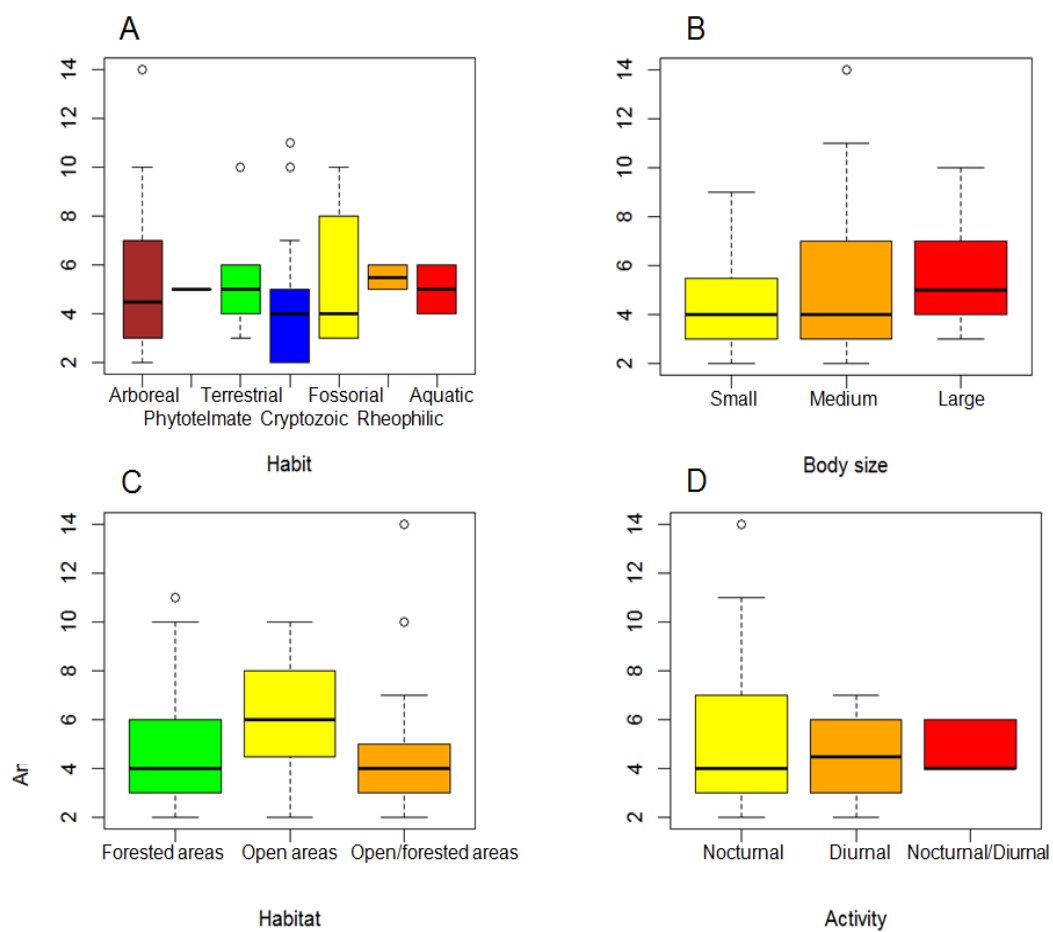 A
14
12
10
8
6
4
2
Arboreal Terrestrial Fossorial Aquatic
Phytotelmate Cryptozoic Rheophilic
Habit
B
14
12
10
8
6
4
2
Small Medium Large
Body size
C
14
12
10
8
6
4
2
Ar
Forested areas Open areas Open/forested areas
Habitat
D
14
12
10
8
6
4
2
Nocturnal Diurnal Nocturnal/Diurnal
Activity